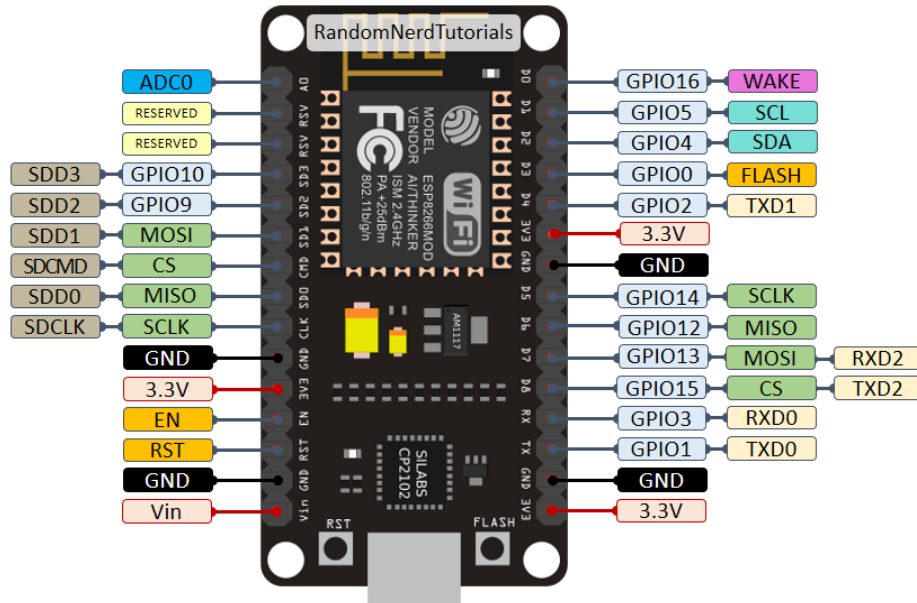 RandomNerdTutorials
ADC0
RESERVED
RESERVED
SDD3 GPIO10
SDD2 GPIO9
SDD1 MOSI
SDCMD CS
SDD0 MISO
SDCLK SCLK
GND
3.3V
EN
RST
GND
Vin
A0
RSV
RSV
SD3
SD2
SD1
CMD
SD0
CLK
GND
3V3
EN
RST
GND
Vin
MODEL ESP8266MOD
VENDOR AI/THINKER
ISM 2.4GHz
PA +25dBm
802.11b/g/n
FC
WiFi
AM1117
SILABS
CP2102
RST
FLASH
D0
D1
D2
D3
D4
3V3
GND
D5
D6
D7
D8
RX
TX
GND
3V3
GPIO16 WAKE
GPIO5 SCL
GPIO4 SDA
GPIO0 FLASH
GPIO2 TXD1
3.3V
GND
GPIO14 SCLK
GPIO12 MISO
GPIO13 MOSI RXD2
GPIO15 CS TXD2
GPIO3 RXD0
GPIO1 TXD0
GND
3.3V